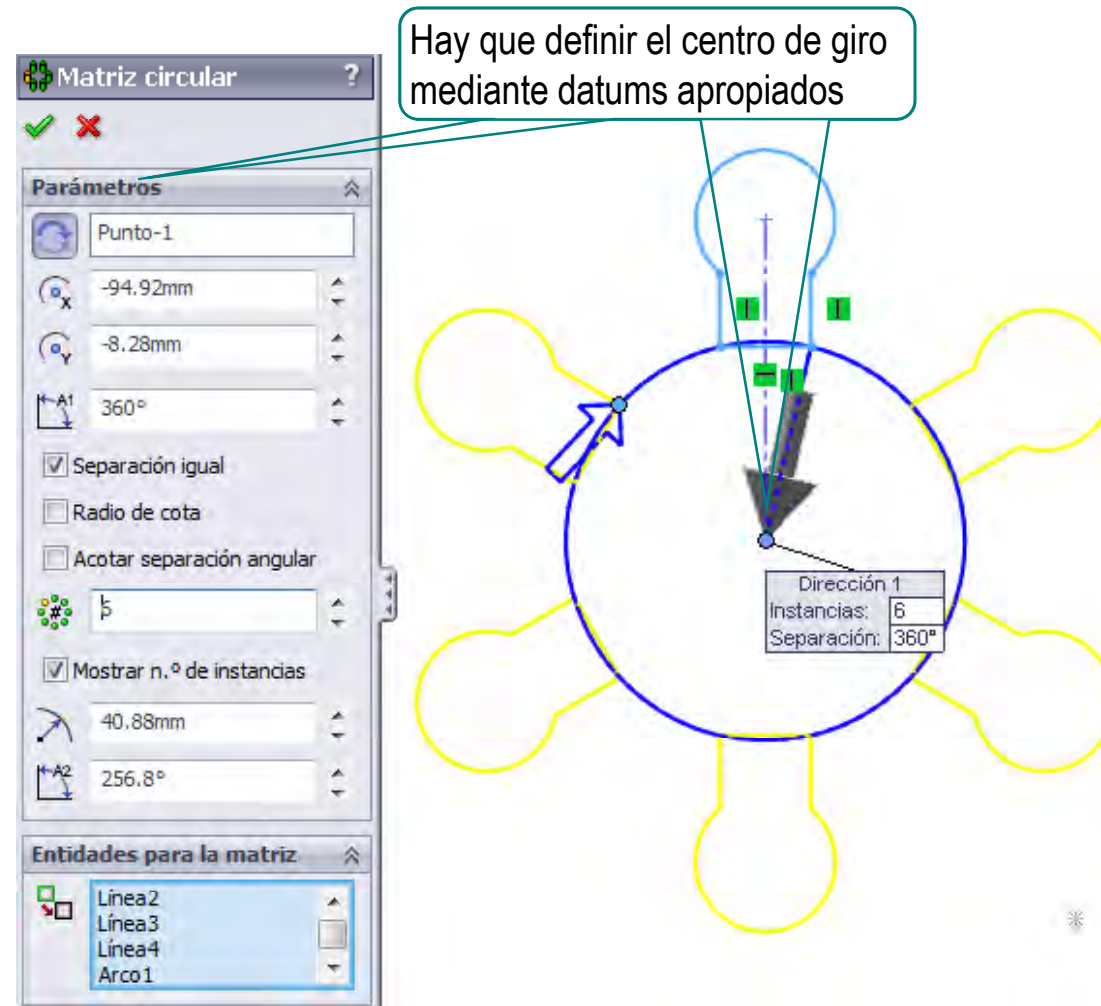 Hay que definir el centro de giro
mediante datums apropiados
Matriz circular ?
Parámetros
Punto-1
X -94.92mm
Y -8.28mm
A1 360°
Separación igual
Radio de cota
Acotar separación angular
#
Mostrar n.º de instancias
40.88mm
A2 256.8°
Entidades para la matriz
Línea2
Línea3
Línea4
Arco1
Dirección 1
Instancias: 6
Separación: 360°